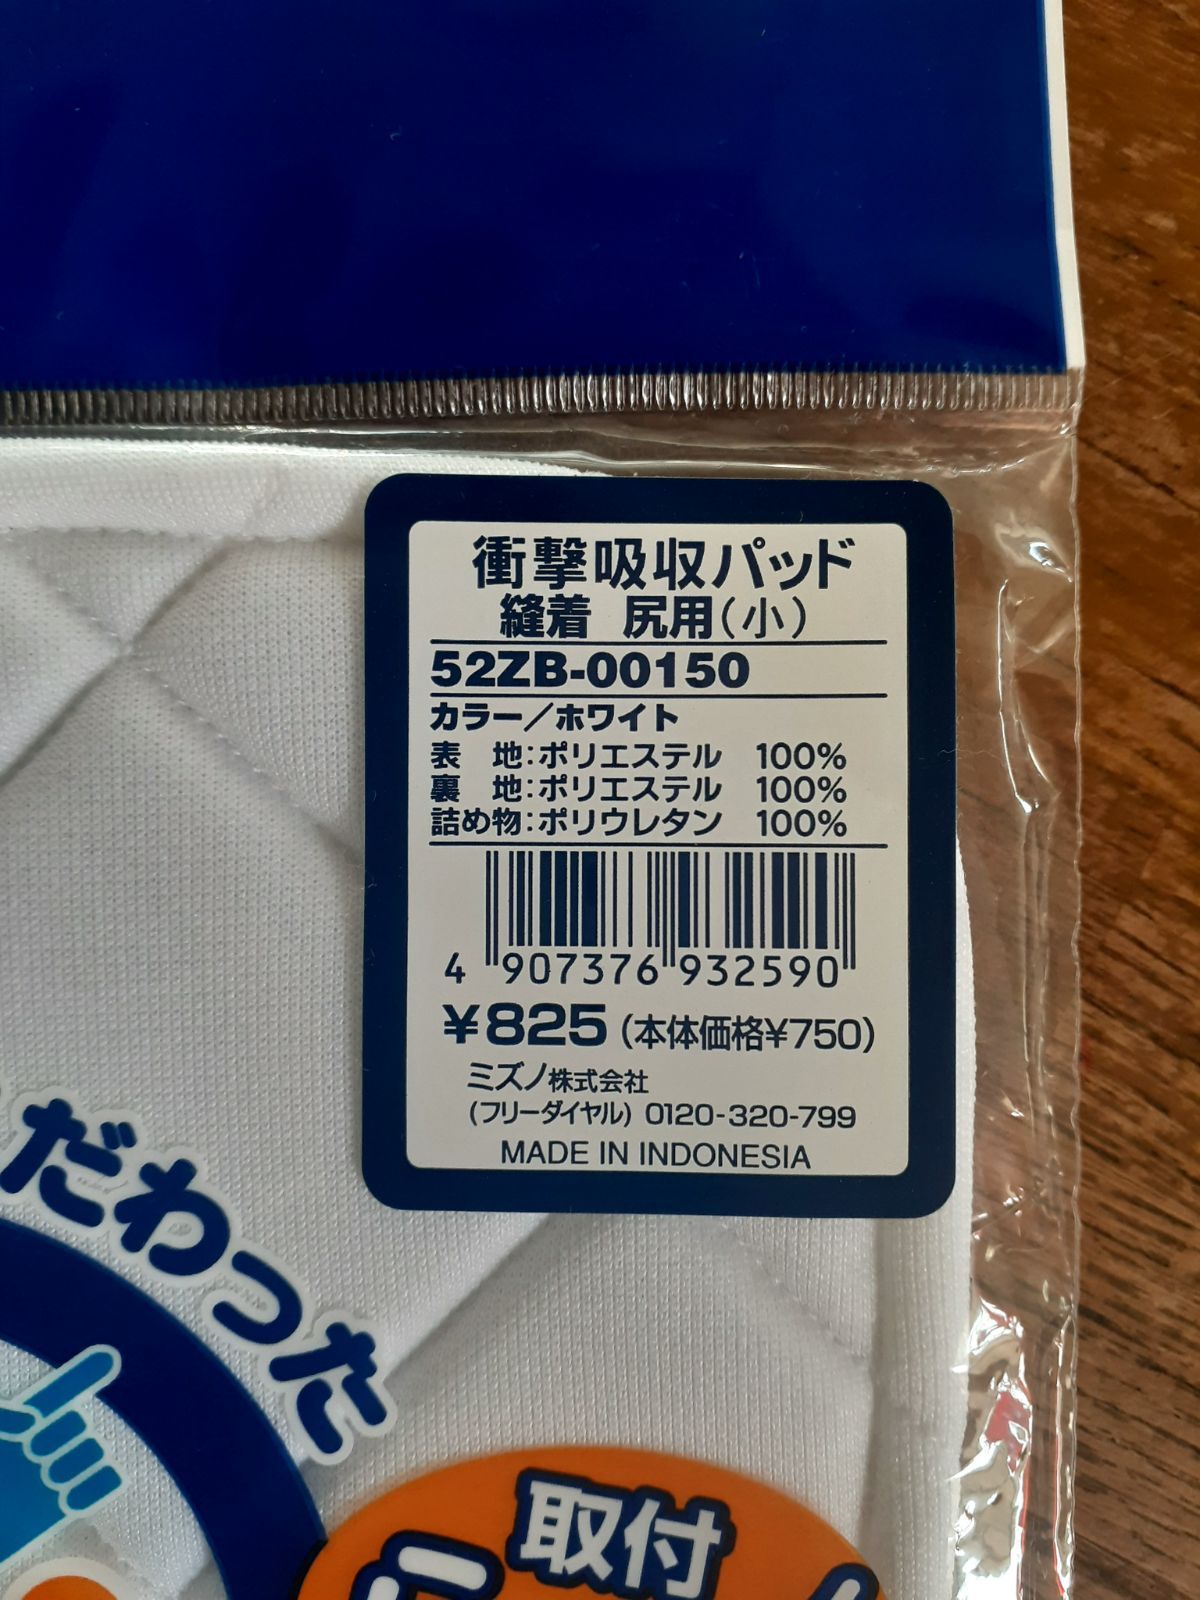 衝撃吸収パッド
縫着 尻用(小)
52ZB-00150
カラー/ホワイト
表 地:ポリエステル 100%
裏 地:ポリエステル 100%
詰め物:ポリウレタン 100%
4 907376 932590
¥825(本体価格¥750)
ミズノ株式会社
(フリーダイヤル) 0120-320-799
MADE IN INDONESIA
だわった
取付